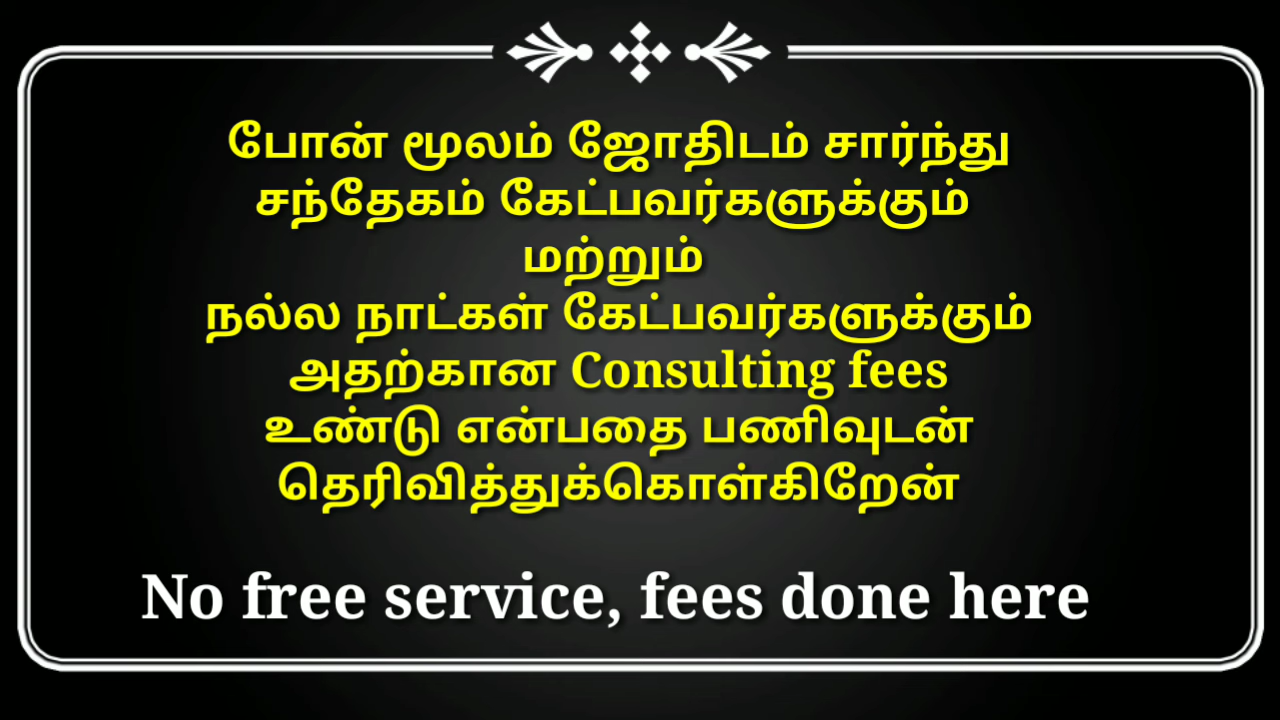 போன் மூலம் ஜோதிடம் சார்ந்து
சந்தேகம் கேட்பவர்களுக்கும்
மற்றும்
நல்ல நாட்கள் கேட்பவர்களுக்கும்
அதற்கான Consulting fees
உண்டு என்பதை பணிவுடன்
தெரிவித்துக்கொள்கிறேன்
No free service, fees done here